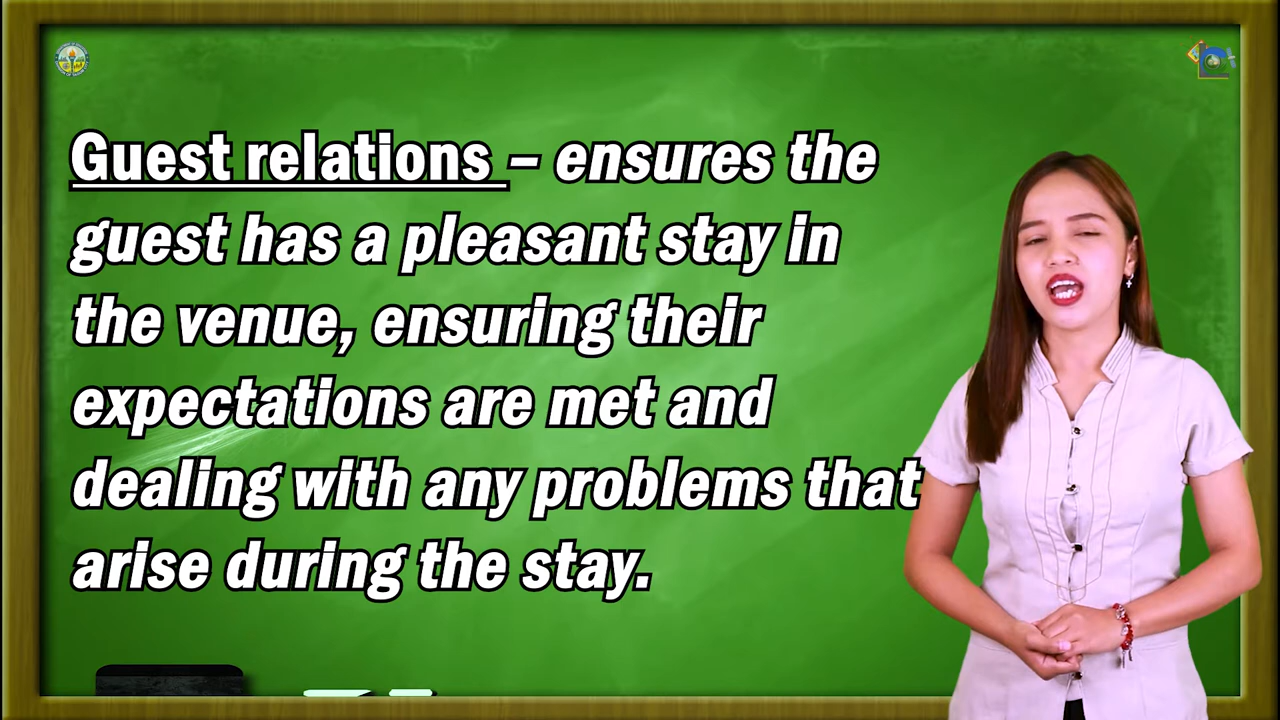 Guest relations – ensures the
guest has a pleasant stay in
the venue, ensuring their
expectations are met and
dealing with any problems that
arise during the stay.